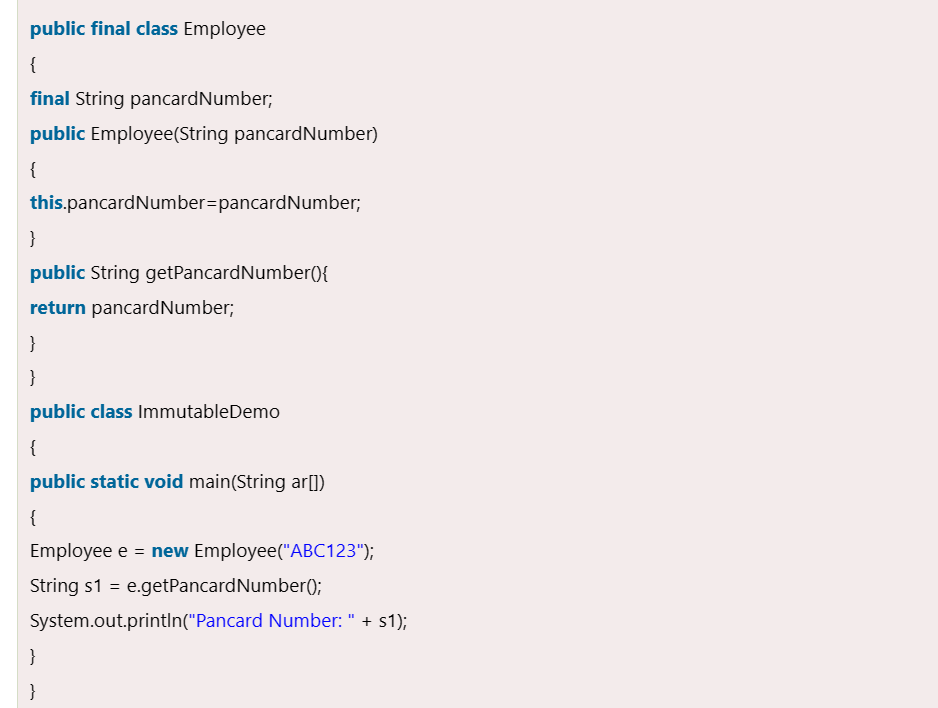 public final class Employee
{
final String pancardNumber;
public Employee(String pancardNumber)
{
this.pancardNumber=pancardNumber;
}
public String getPancardNumber(){
return pancardNumber;
}
}
public class ImmutableDemo
{
public static void main(String ar[])
{
Employee e = new Employee("ABC123");
String s1 = e.getPancardNumber();
System.out.println("Pancard Number: " + s1);
}
}